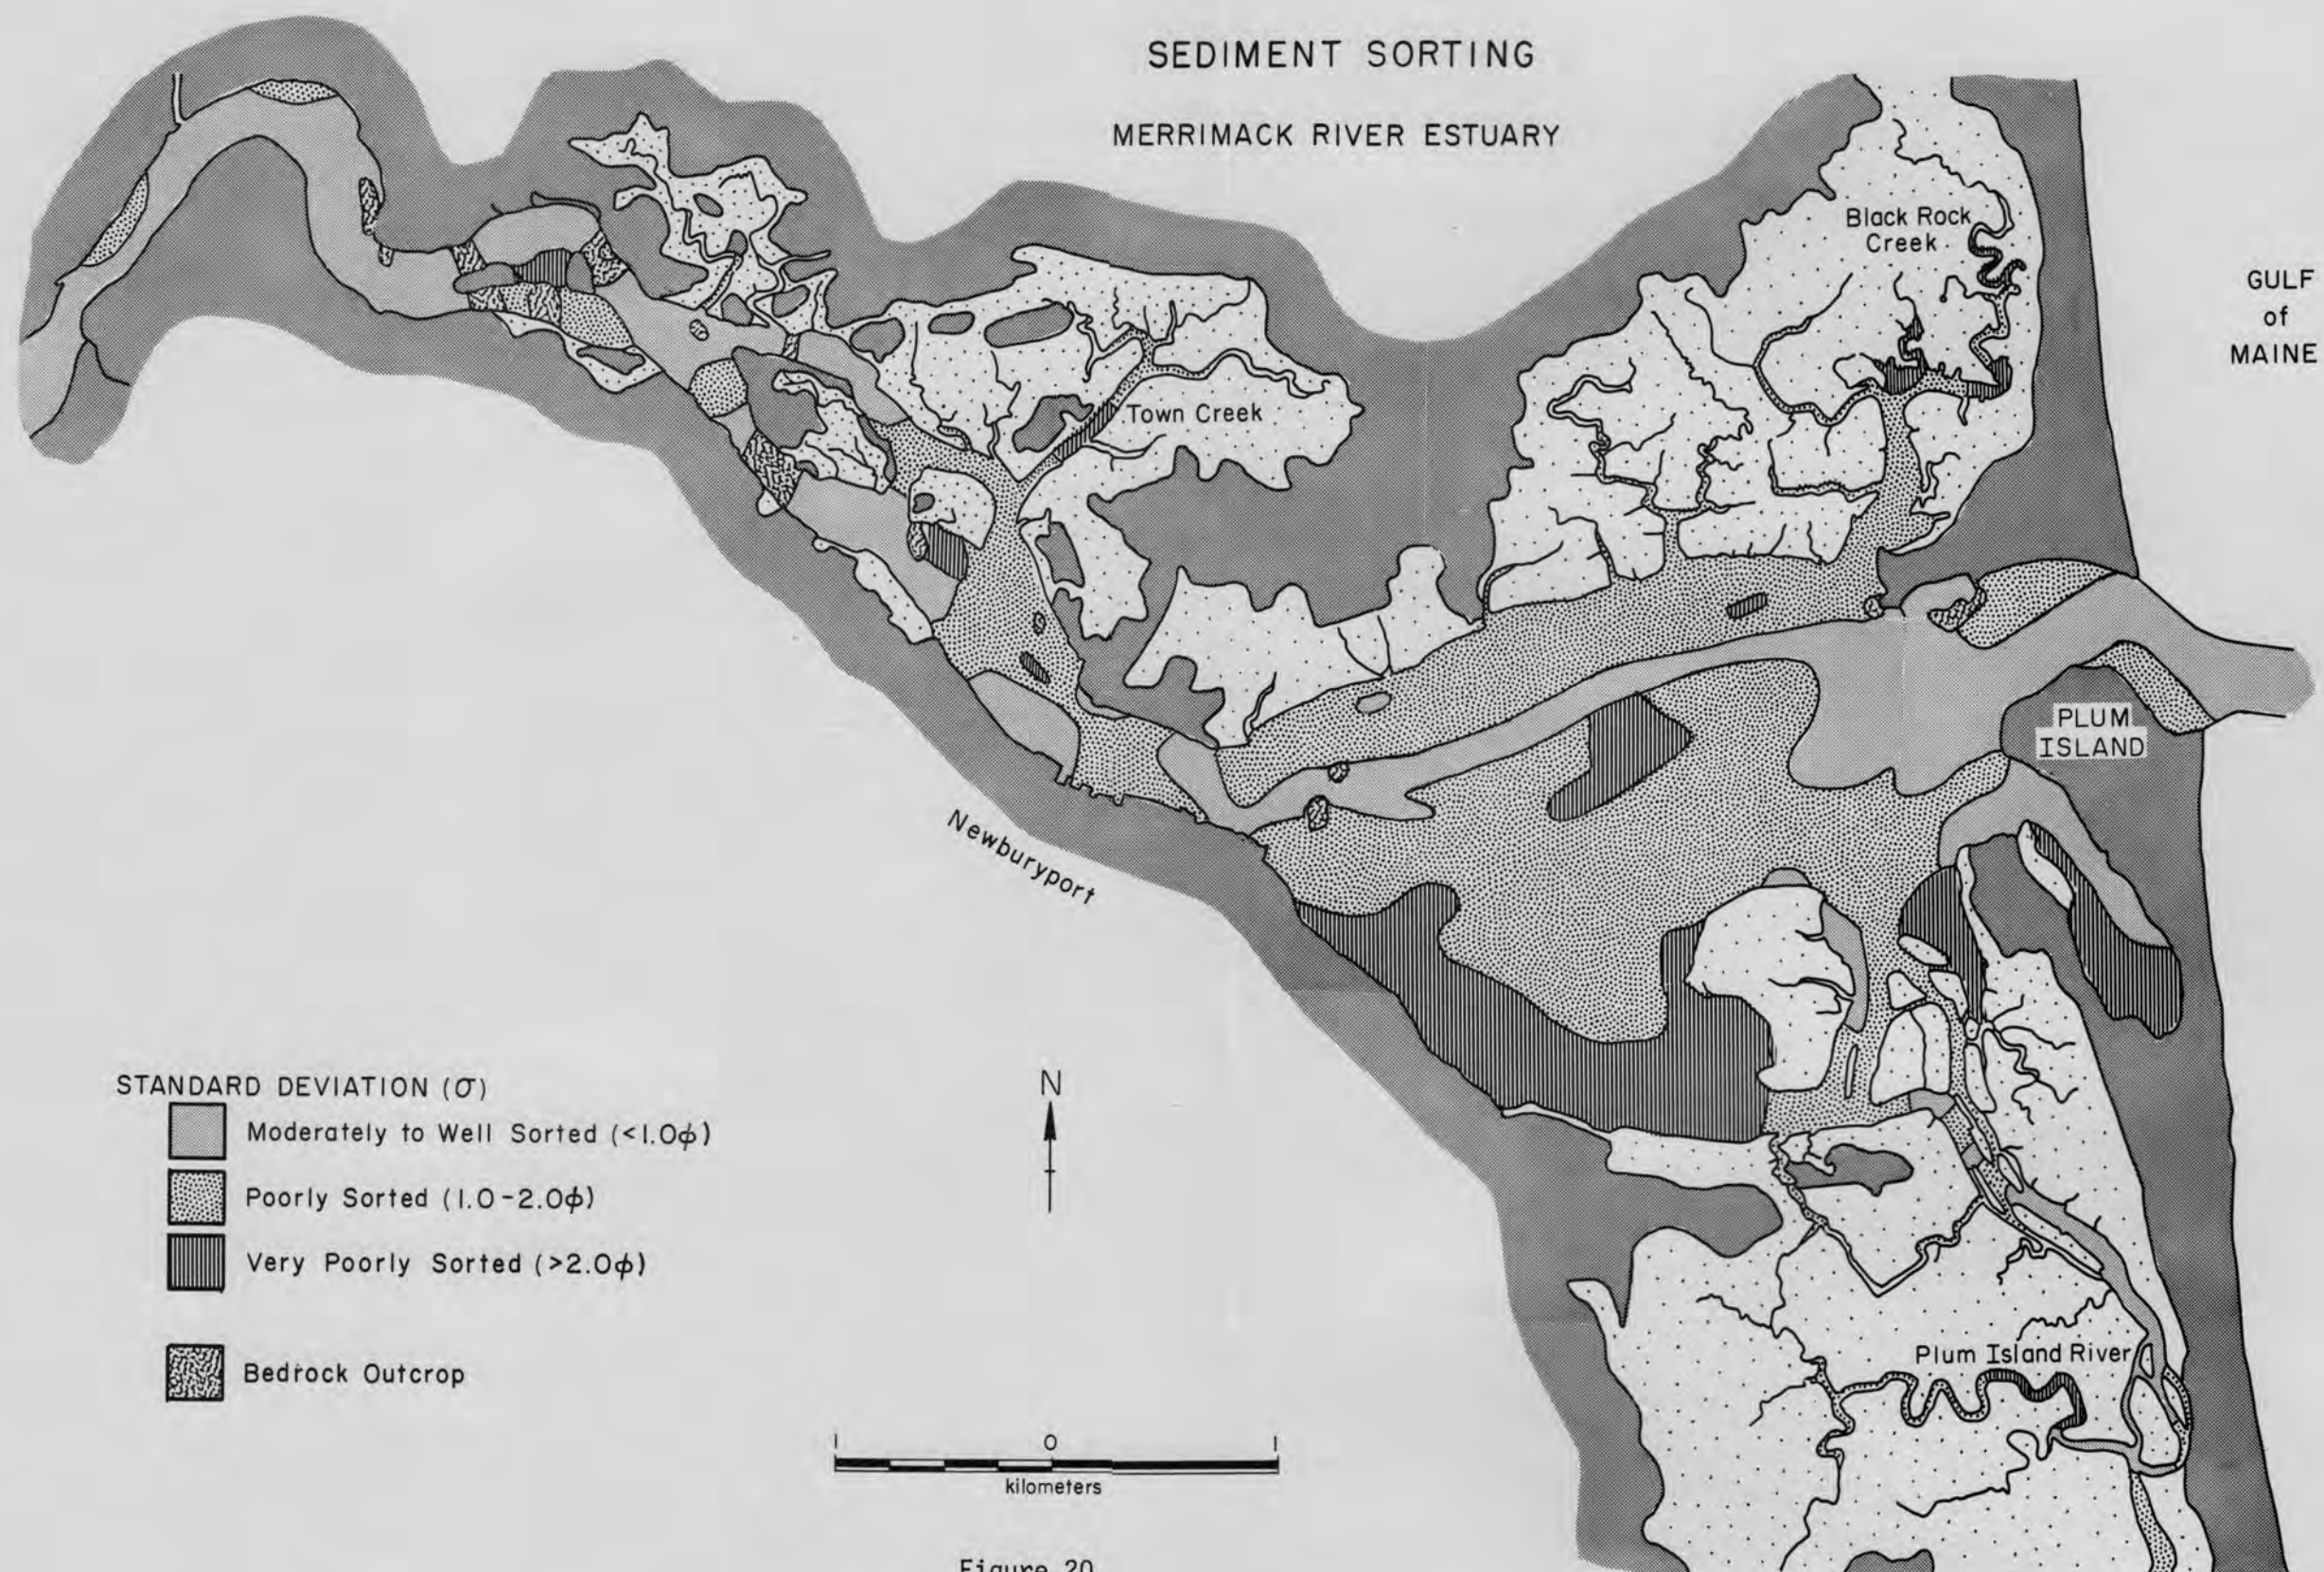 SEDIMENT SORTING
MERRIMACK RIVER ESTUARY
Black Rock
Creek
GULF
of
MAINE
Town Creek
PLUM
ISLAND
Newburyport
STANDARD DEVIATION (σ)
Moderately to Well Sorted (<1.0ϕ)
Poorly Sorted (1.0-2.0ϕ)
Very Poorly Sorted (>2.0ϕ)
Bedrock Outcrop
N
Plum Island River
1 0 1
kilometers
Figure 20